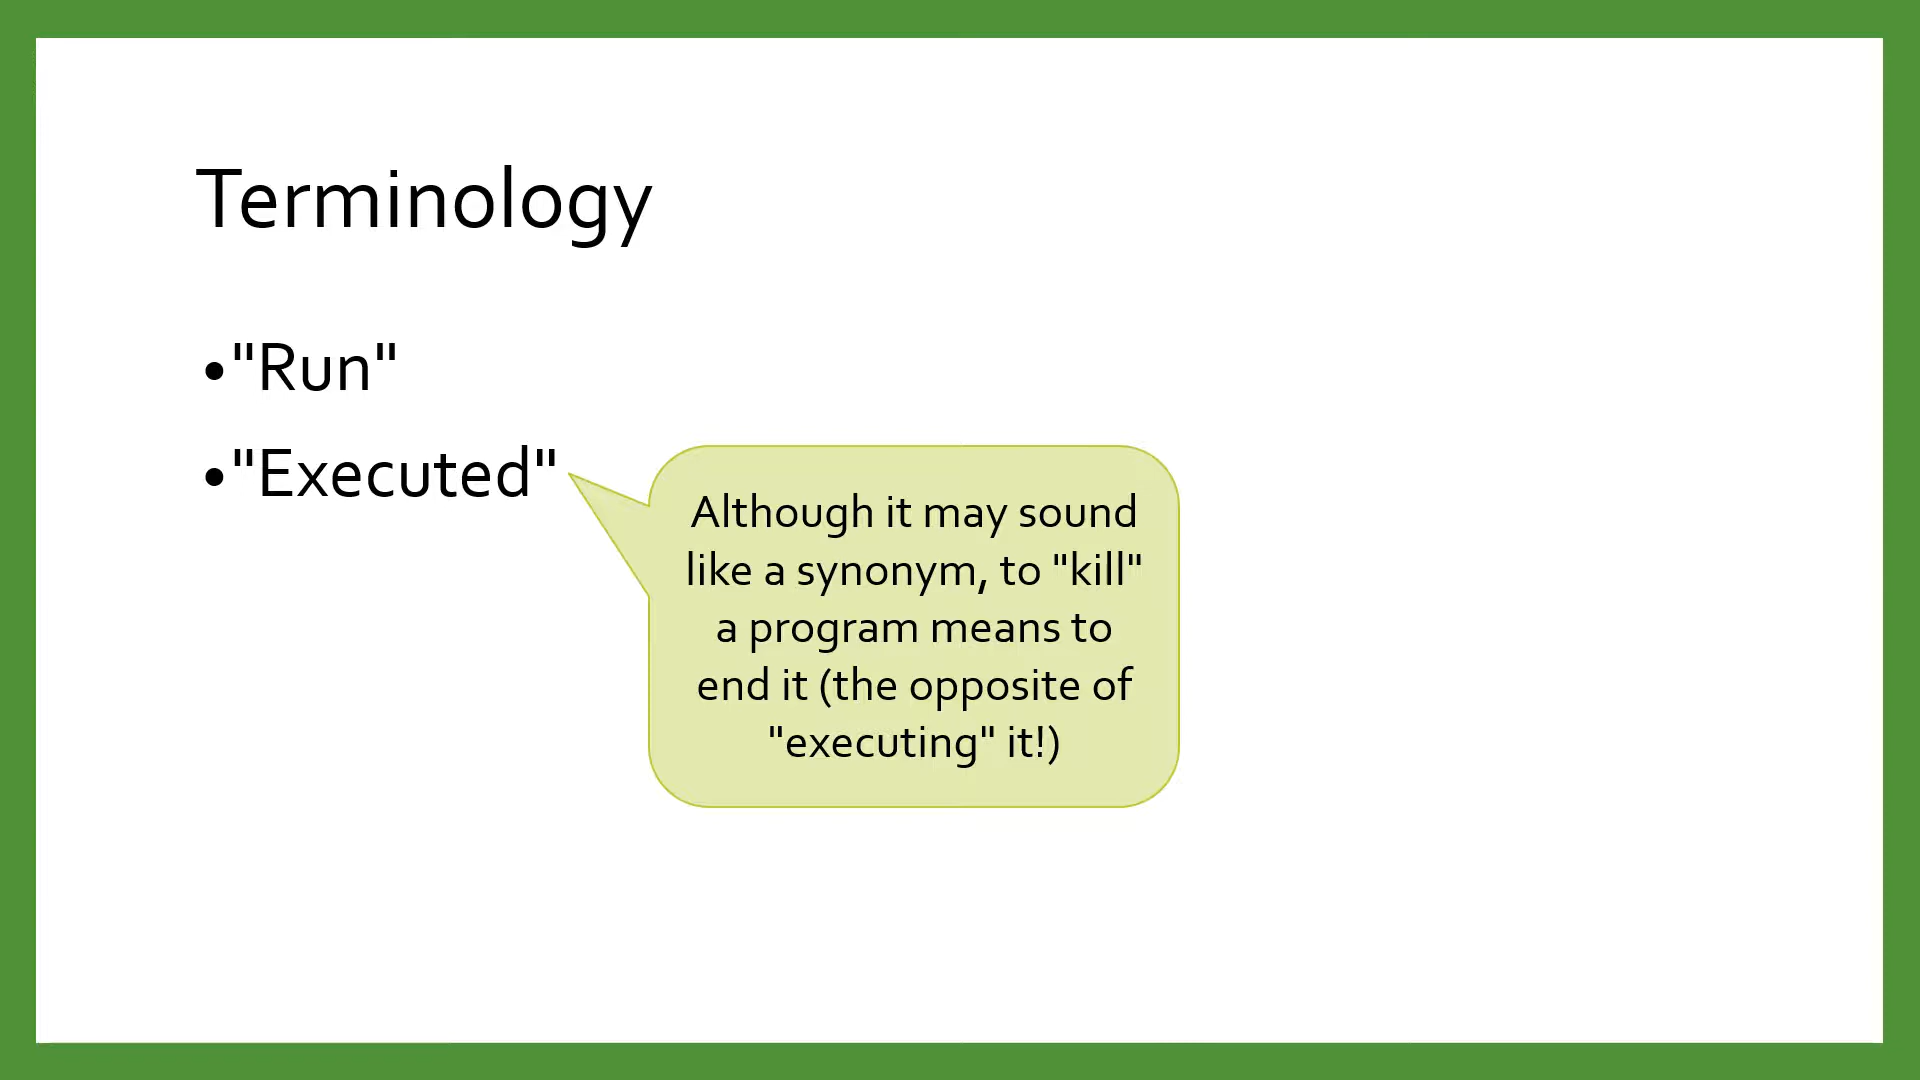 Terminology
•"Run"
•"Executed"
Although it may sound
like a synonym, to "kill"
a program means to
end it (the opposite of
"executing" it!)